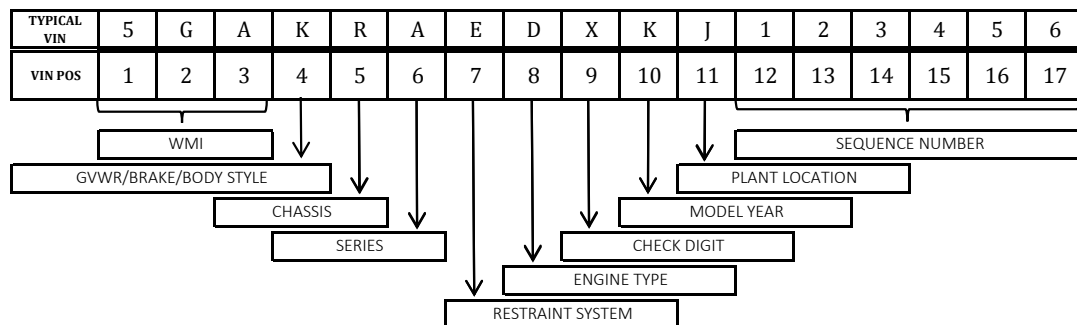 TYPICAL VIN 5 G A K R A E D X K J 1 2 3 4 5 6
VIN POS 1 2 3 4 5 6 7 8 9 10 11 12 13 14 15 16 17
WMI SEQUENCE NUMBER
GVWR/BRAKE/BODY STYLE PLANT LOCATION
CHASSIS MODEL YEAR
SERIES CHECK DIGIT
ENGINE TYPE
RESTRAINT SYSTEM